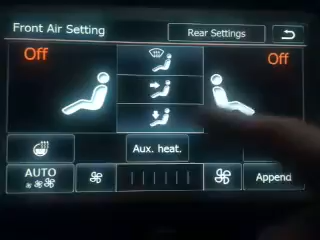 Front Air Setting
Rear Settings
Off
Off
Aux. heat.
AUTO
Append